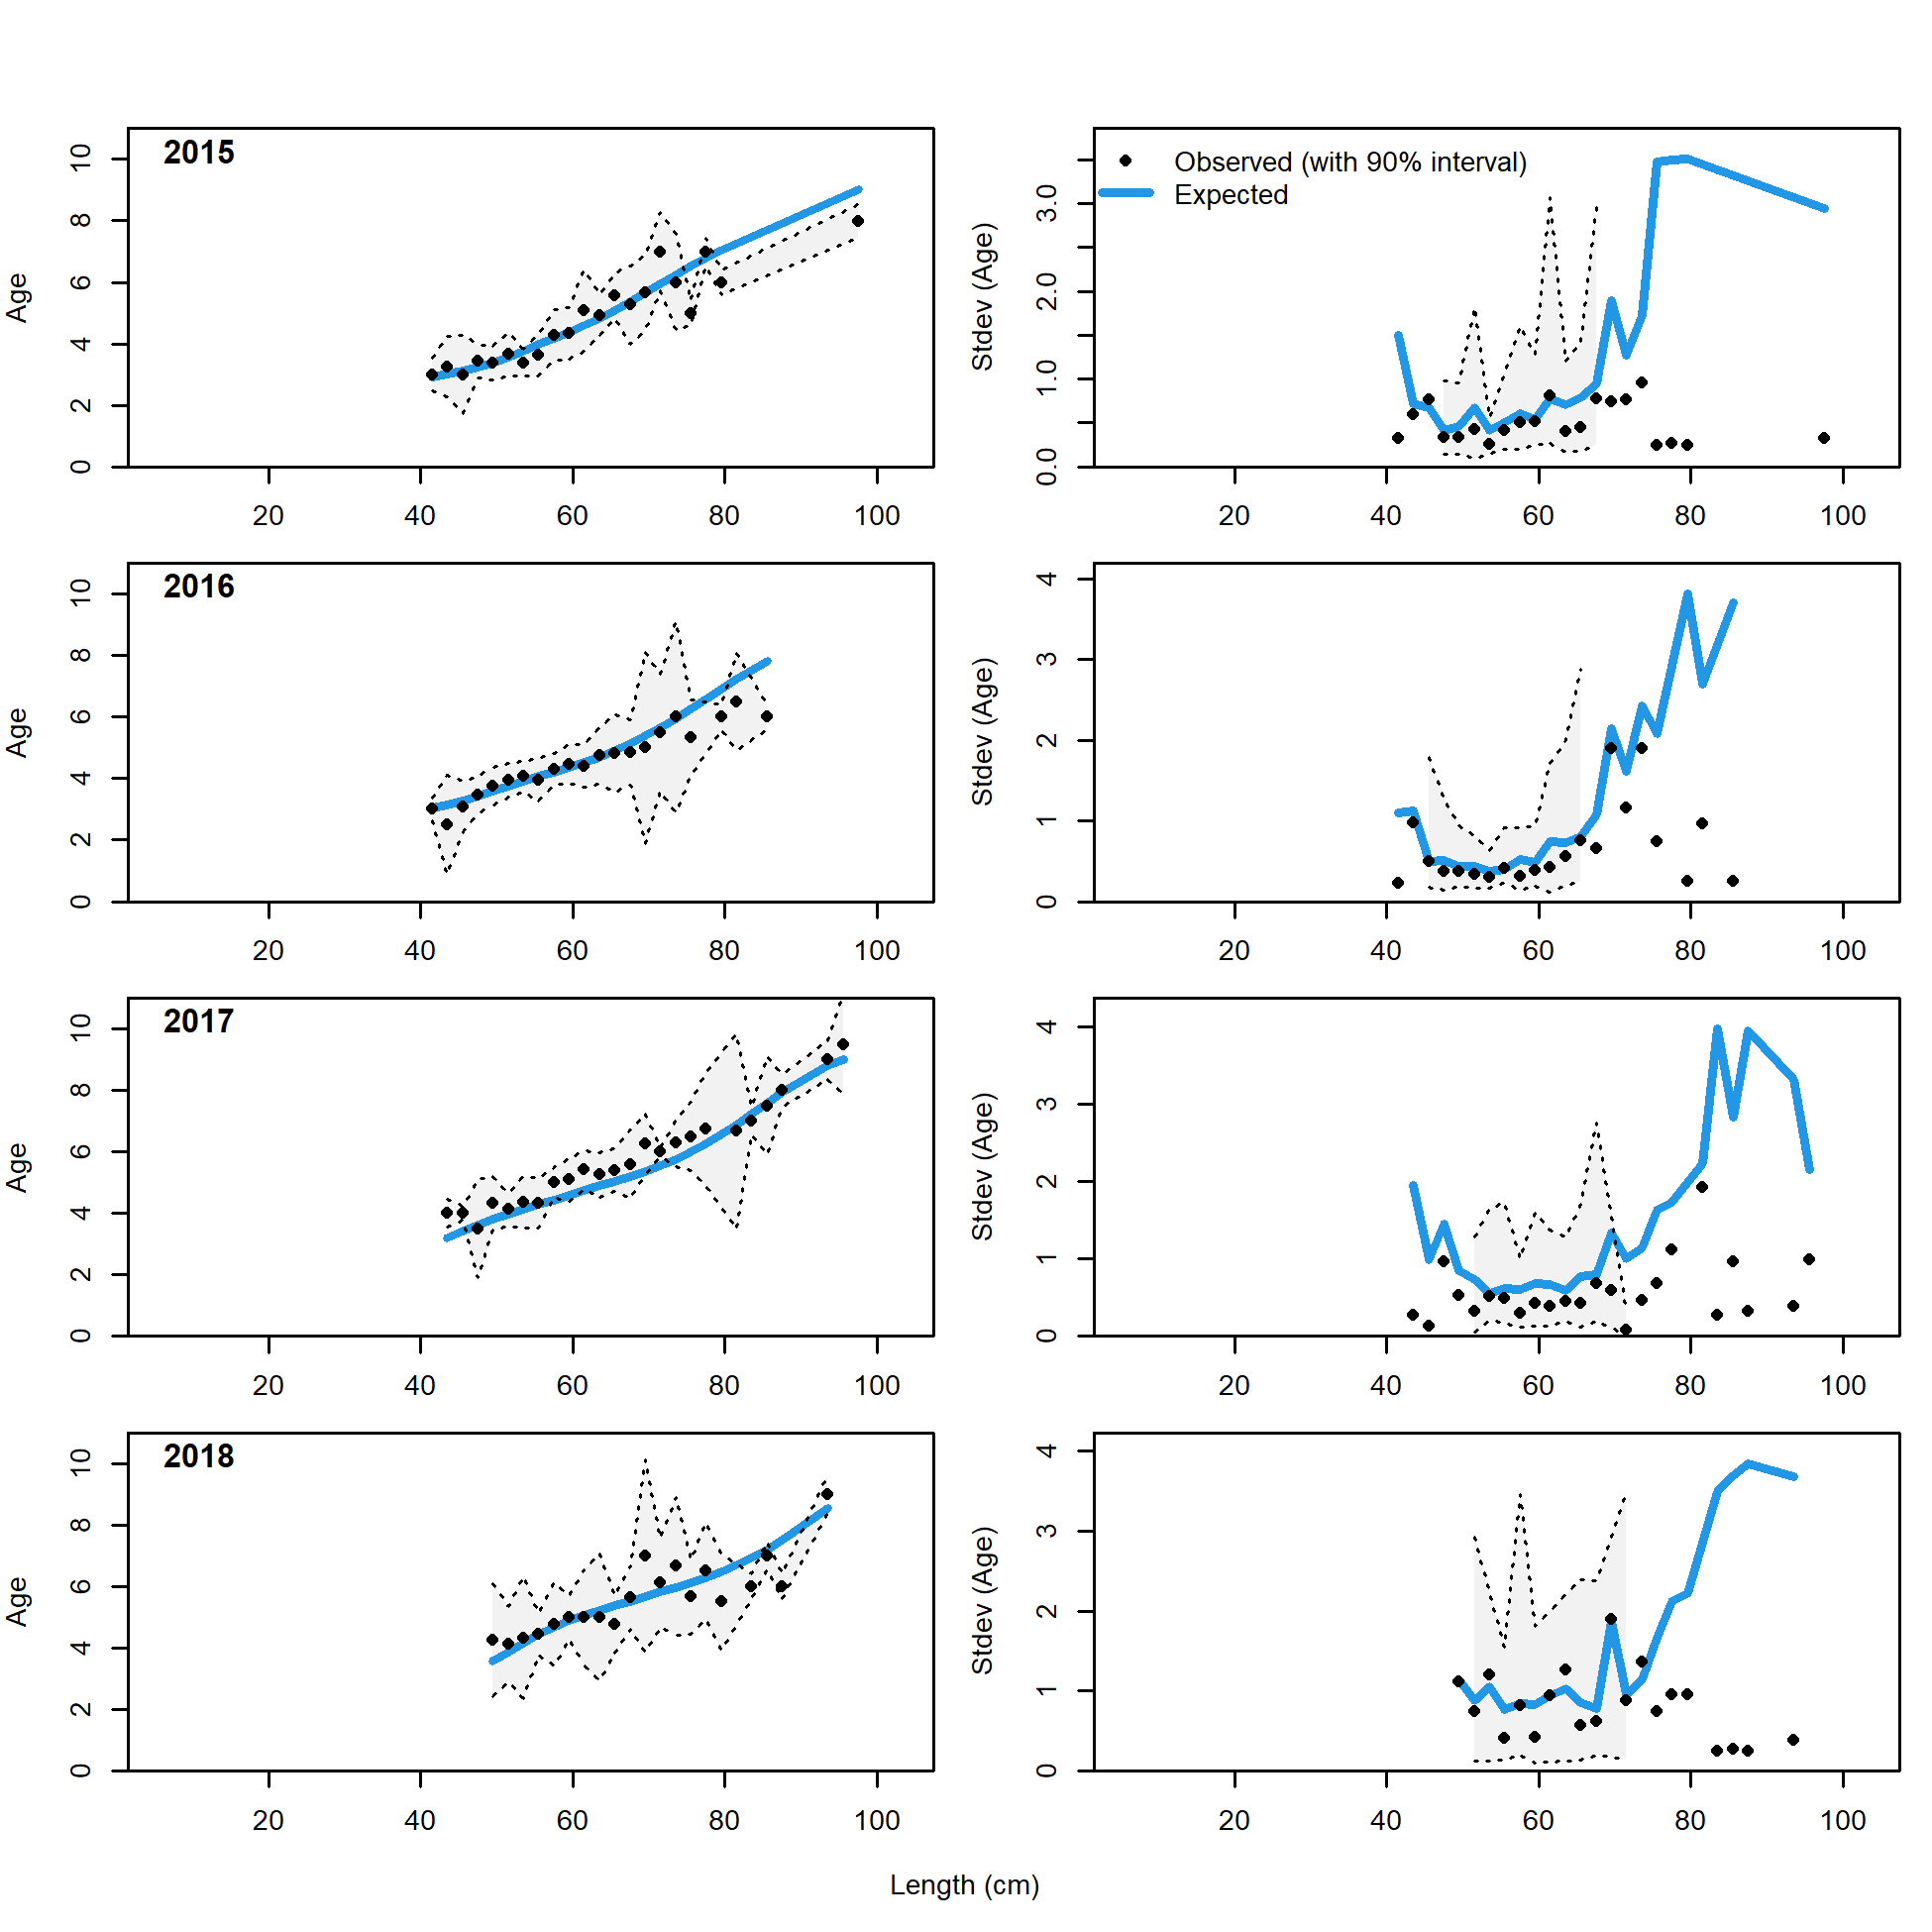 2015
Age
0 2 4 6 8 10
20 40 60 80 100
Observed (with 90% interval)
Expected
Stdev (Age)
0.0 1.0 2.0 3.0
20 40 60 80 100
2016
Age
0 2 4 6 8 10
20 40 60 80 100
Stdev (Age)
0 1 2 3 4
20 40 60 80 100
2017
Age
0 2 4 6 8 10
20 40 60 80 100
Stdev (Age)
0 1 2 3 4
20 40 60 80 100
2018
Age
0 2 4 6 8 10
20 40 60 80 100
Stdev (Age)
0 1 2 3 4
20 40 60 80 100
Length (cm)